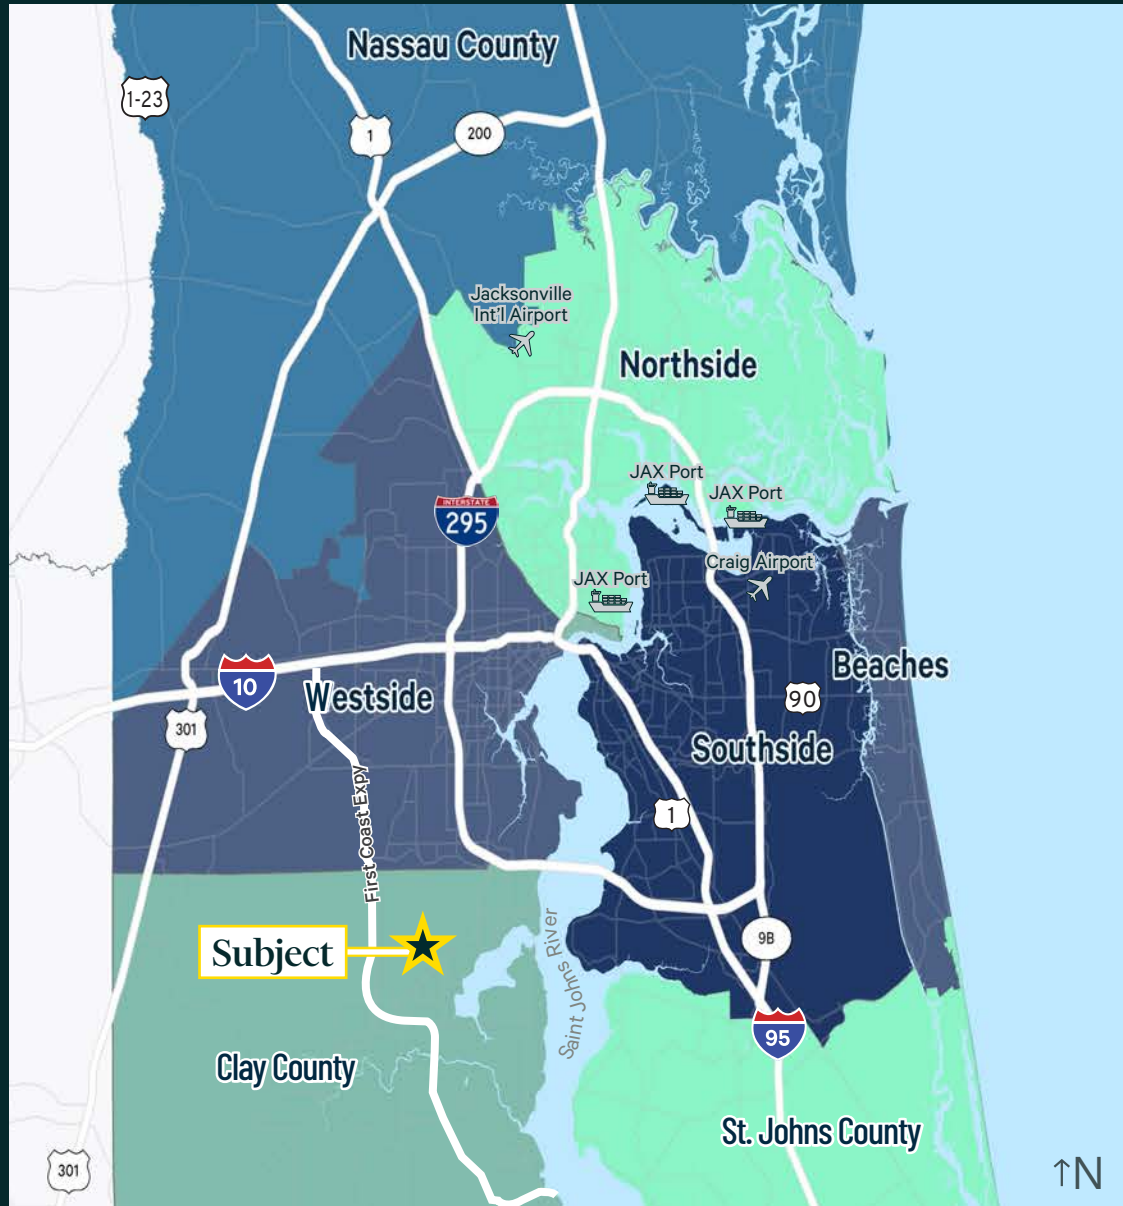 Nassau County
1-23
1
200
Jacksonville
Int'l Airport
Northside
JAX Port
JAX Port
INTERSTATE
295
Craig Airport
JAX Port
Beaches
10
Westside
90
301
Southside
First Coast Expy
1
Subject
9B
Saint Johns River
95
Clay County
St. Johns County
301
↑N